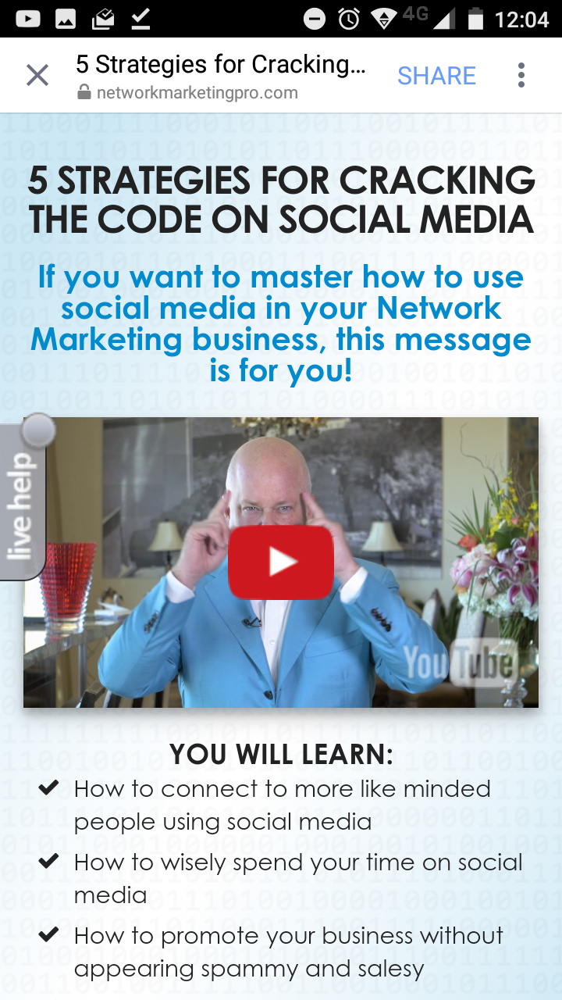 4G 12:04
5 Strategies for Cracking...
SHARE
networkmarketingpro.com
5 STRATEGIES FOR CRACKING
THE CODE ON SOCIAL MEDIA
If you want to master how to use
social media in your Network
Marketing business, this message
is for you!
live help
YouTube
YOU WILL LEARN:
How to connect to more like minded
people using social media
How to wisely spend your time on social
media
How to promote your business without
appearing spammy and salesy